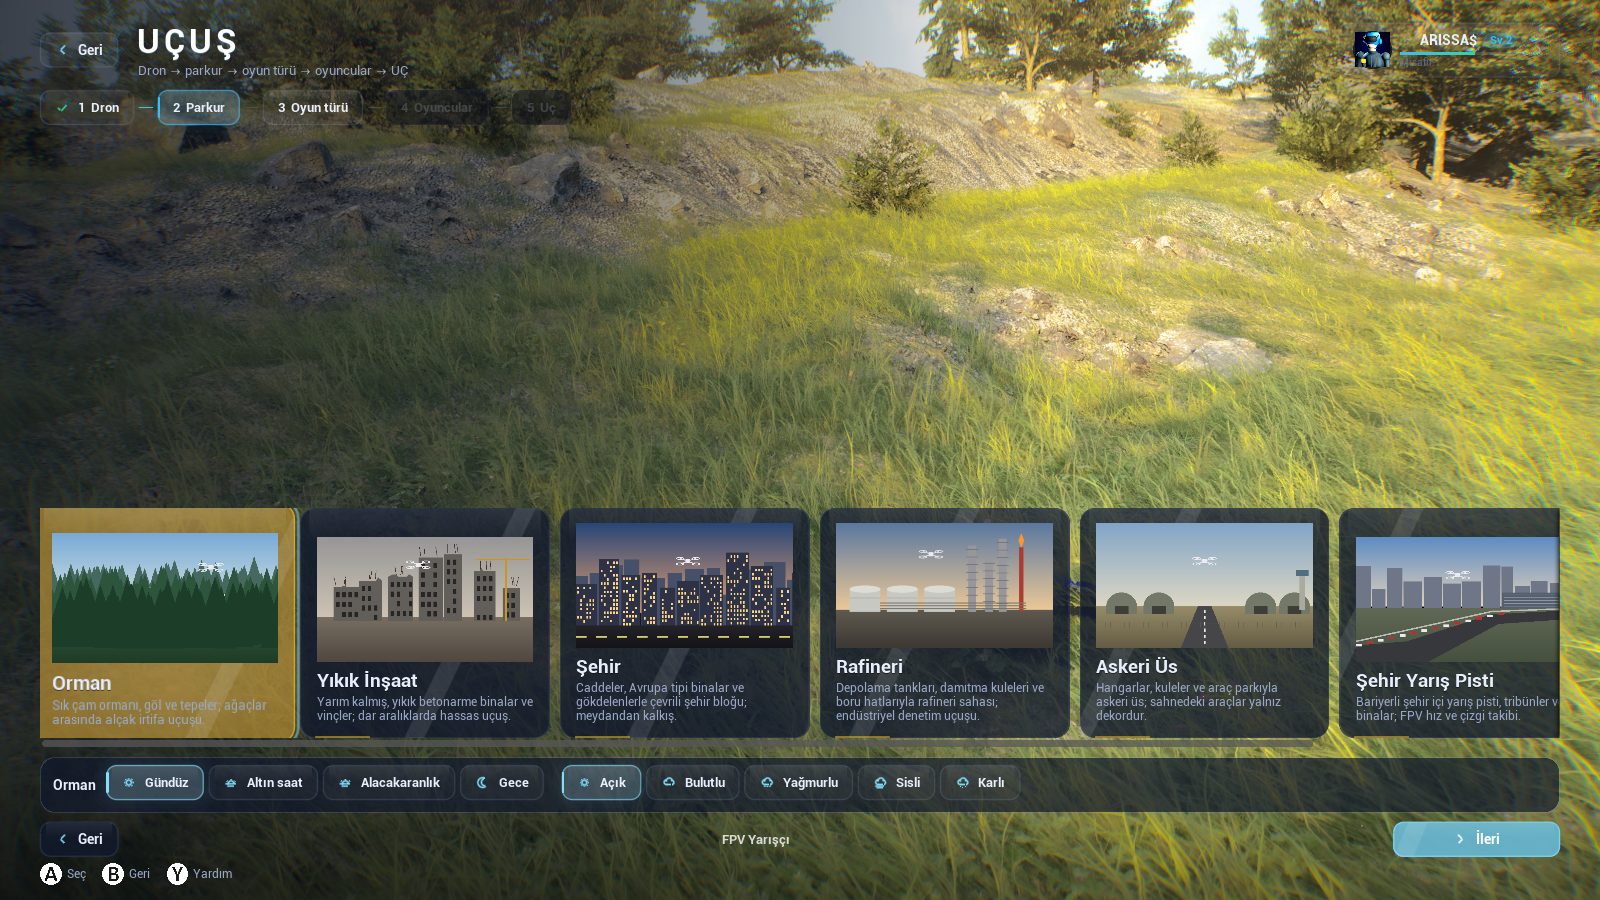 Geri
UÇUŞ
Dron → parkur → oyun türü → oyuncular → UÇ
ARISSA$
Sv 2
Misafir
1 Dron
2 Parkur
3 Oyun türü
4 Oyuncular
5 Uç
Orman
Sık çam ormanı, göl ve tepeler; ağaçlar
arasında alçak irtifa uçuşu.
Yıkık İnşaat
Yarım kalmış, yıkık betonarme binalar ve
vinçler; dar aralıklarda hassas uçuş.
Şehir
Caddeler, Avrupa tipi binalar ve
gökdelenlerle çevrili şehir bloğu;
meydandan kalkış.
Rafineri
Depolama tankları, damıtma kuleleri ve
boru hatlarıyla rafineri sahası;
endüstriyel denetim uçuşu.
Askeri Üs
Hangarlar, kuleler ve araç parkıyla
askeri üs; sahnedeki araçlar yalnız
dekordur.
Şehir Yarış Pisti
Bariyerli şehir içi yarış pisti, tribünler v
binalar; FPV hız ve çizgi takibi.
Orman
Gündüz
Altın saat
Alacakaranlık
Gece
Açık
Bulutlu
Yağmurlu
Sisli
Karlı
Geri
FPV Yarışçı
İleri
A Seç
B Geri
Y Yardım